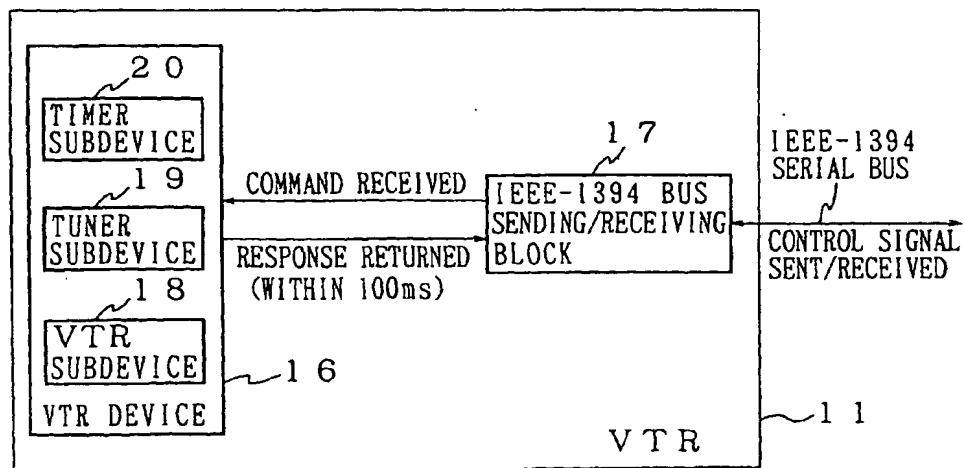 20
TIMER
SUBDEVICE
19
TUNER
SUBDEVICE
18
VTR
SUBDEVICE
VTR DEVICE
16
COMMAND RECEIVED
RESPONSE RETURNED
(WITHIN 100ms)
17
IEEE-1394 BUS
SENDING/RECEIVING
BLOCK
IEEE-1394
SERIAL BUS
CONTROL SIGNAL
SENT/RECEIVED
11
VTR